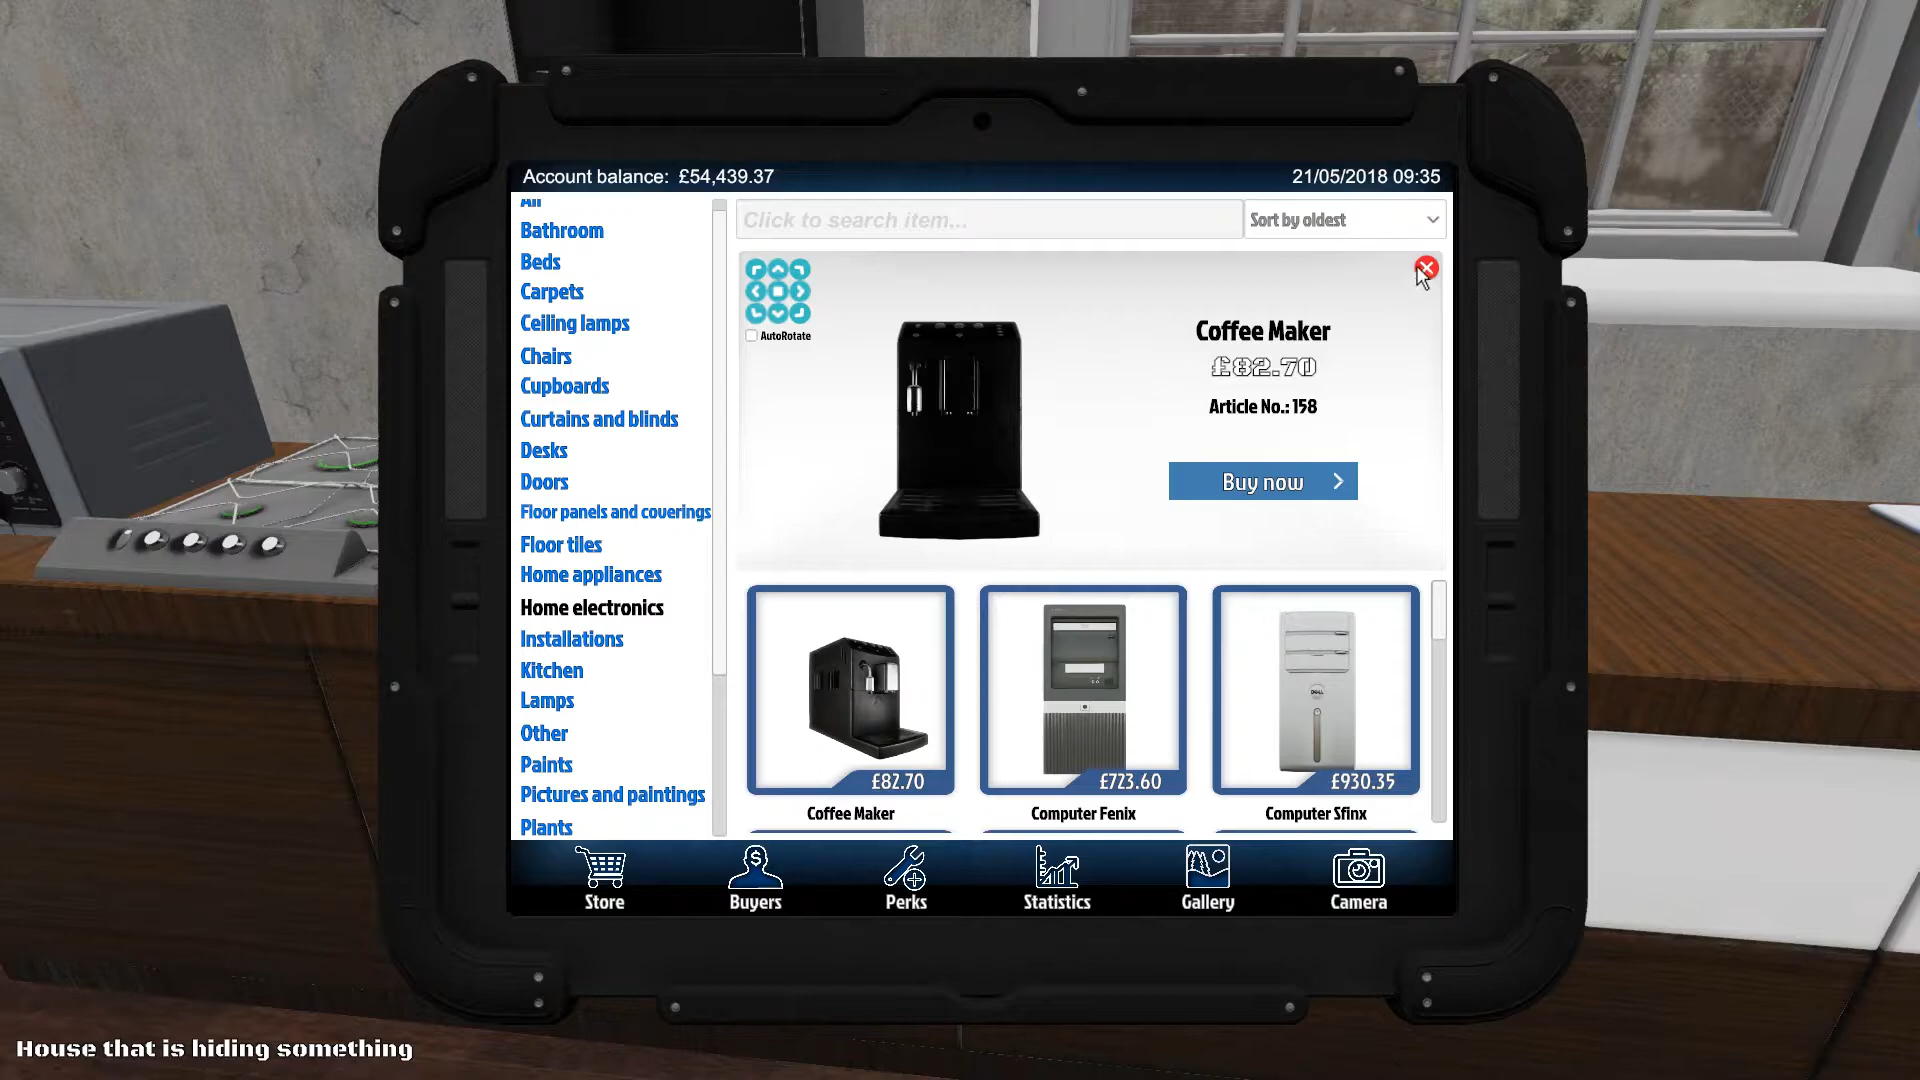 Account balance: £54,439.37
21/05/2018 09:35
All
Bathroom
Beds
Carpets
Ceiling lamps
Chairs
Cupboards
Curtains and blinds
Desks
Doors
Floor panels and coverings
Floor tiles
Home appliances
Home electronics
Installations
Kitchen
Lamps
Other
Paints
Pictures and paintings
Plants
Click to search item...
Sort by oldest
AutoRotate
Coffee Maker
£82.70
Article No.: 158
Buy now
£82.70
Coffee Maker
£723.60
Computer Fenix
DELL
£930.35
Computer Sfinx
Store
Buyers
Perks
Statistics
Gallery
Camera
House that is hiding something